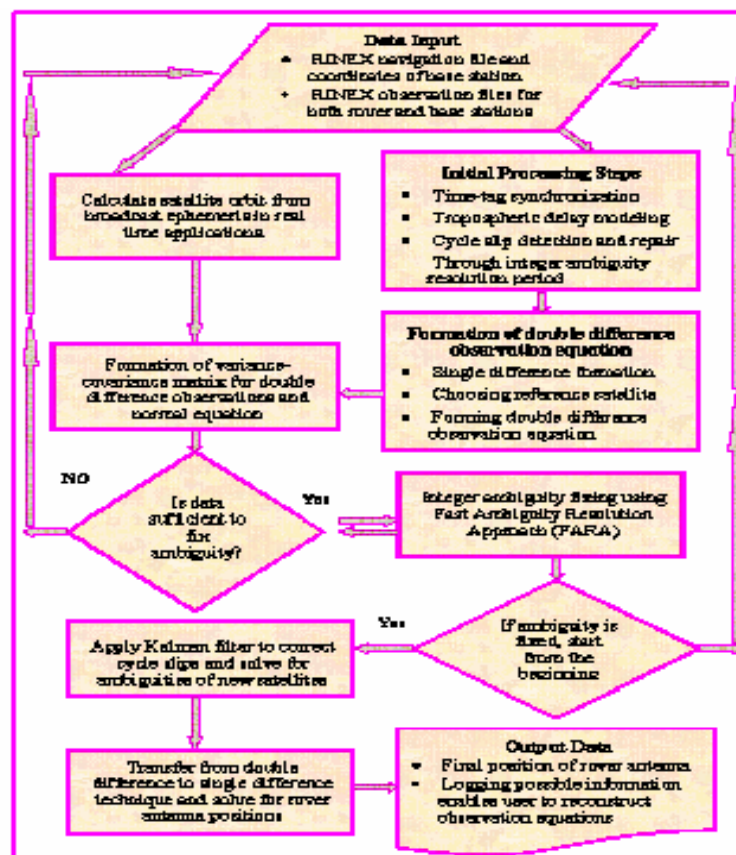 Data Input
• RINEX navigation file and
coordinates of base station
• RINEX observation files for
both rover and base stations
Calculate satellite orbit from
broadcast ephemeris in real
time applications
Initial Processing Steps
• Time-tag synchronization
• Tropospheric delay modeling
• Cycle slip detection and repair
Through integer ambiguity
resolution period
Formation of double difference
observation equation
• Single difference formation
• Choosing reference satellite
• Forming double difference
observation equation
Formation of variance-
covariance matrix for double
difference observations and
normal equation
NO
Is data
sufficient to
fix
ambiguity?
Yes
Integer ambiguity fixing using
Fast Ambiguity Resolution
Approach (FARA)
If ambiguity is
fixed, start
from the
beginning
Yes
Apply Kalman filter to correct
cycle slips and solve for
ambiguities of new satellites
Transfer from double
difference to single difference
technique and solve for rover
antenna positions
Output Data
• Final position of rover antenna
• Logging possible information
enables user to reconstruct
observation equations